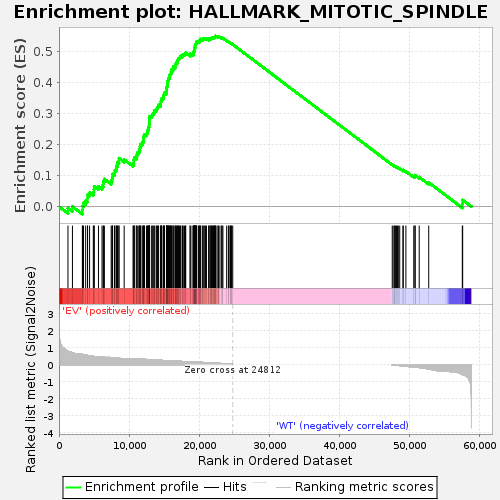 Enrichment plot: HALLMARK_MITOTIC_SPINDLE
Enrichment score (ES)
0.5
0.4
0.3
0.2
0.1
0.0
'EV' (positively correlated)
Ranked list metric (Signal2Noise)
3
2
1
0
-1
-2
-3
-4
Zero cross at 24812
'WT' (negatively correlated)
0
10,000
20,000
30,000
40,000
50,000
60,000
Rank in Ordered Dataset
Enrichment profile
Hits
Ranking metric scores